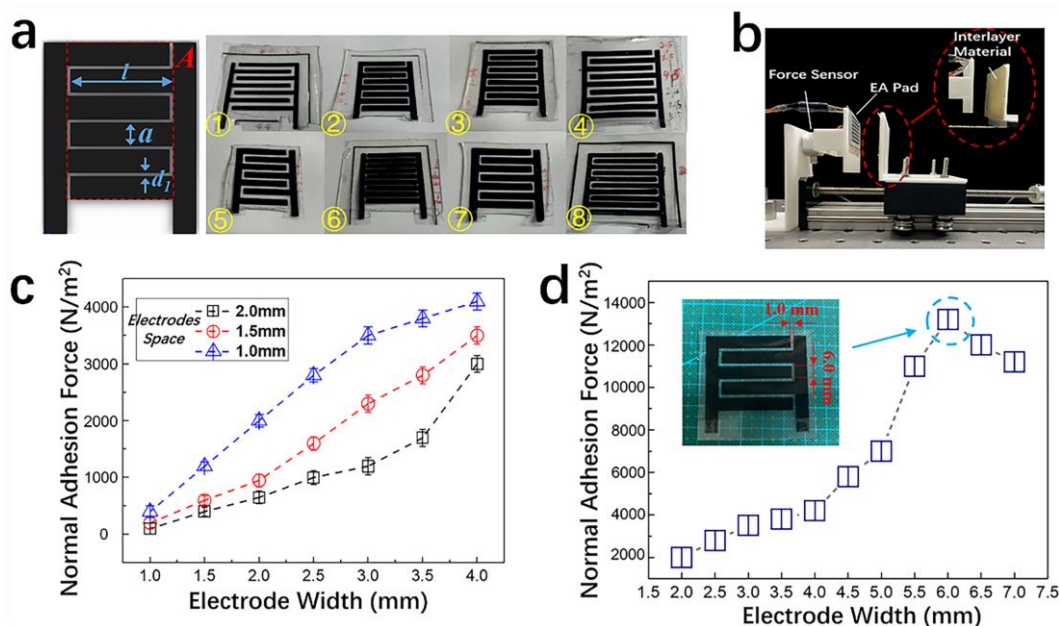 a
l
A
a
d1
①
②
③
④
⑤
⑥
⑦
⑧
b
Interlayer
Material
Force Sensor
EA Pad
c
Normal Adhesion Force (N/m²)
4000
3000
2000
1000
0
Electrodes
Space
2.0mm
1.5mm
1.0mm
1.0 1.5 2.0 2.5 3.0 3.5 4.0
Electrode Width (mm)
d
Normal Adhesion Force (N/m²)
14000
12000
10000
8000
6000
4000
2000
1.0 mm
6.0 mm
1.5 2.0 2.5 3.0 3.5 4.0 4.5 5.0 5.5 6.0 6.5 7.0 7.5
Electrode Width (mm)